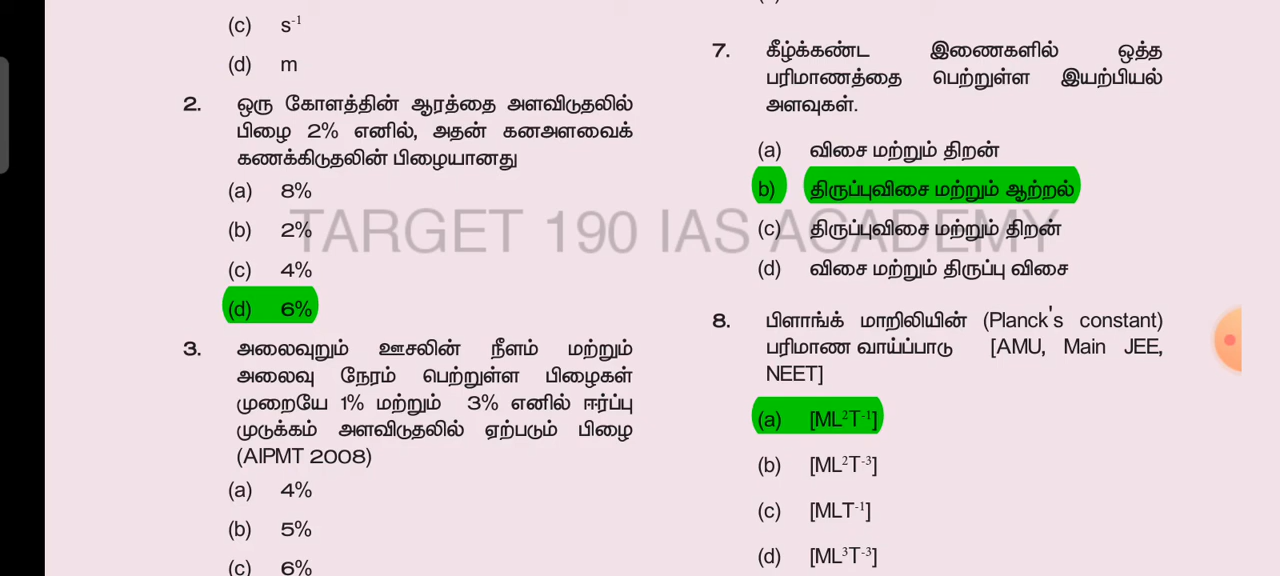 (c) s⁻¹
(d) m
2. ஒரு கோளத்தின் ஆரத்தை அளவிடுதலில்
பிழை 2% எனில், அதன் கனஅளவைக்
கணக்கிடுதலின் பிழையானது
(a) 8%
(b) 2%
(c) 4%
(d) 6%
3. அலைவுறும் ஊசலின் நீளம் மற்றும்
அலைவு நேரம் பெற்றுள்ள பிழைகள்
முறையே 1% மற்றும் 3% எனில் ஈர்ப்பு
முடுக்கம் அளவிடுதலில் ஏற்படும் பிழை
(AIPMT 2008)
(a) 4%
(b) 5%
(c) 6%
7. கீழ்க்கண்ட இணைகளில் ஒத்த
பரிமாணத்தை பெற்றுள்ள இயற்பியல்
அளவுகள்.
(a) விசை மற்றும் திறன்
b) திருப்புவிசை மற்றும் ஆற்றல்
(c) திருப்புவிசை மற்றும் திறன்
(d) விசை மற்றும் திருப்பு விசை
8. பிளாங்க் மாறிலியின் (Planck's constant)
பரிமாண வாய்ப்பாடு [AMU, Main JEE,
NEET]
(a) [ML²T⁻¹]
(b) [ML²T⁻³]
(c) [MLT⁻¹]
(d) [ML³T⁻³]
TARGET 190 IAS ACADEMY